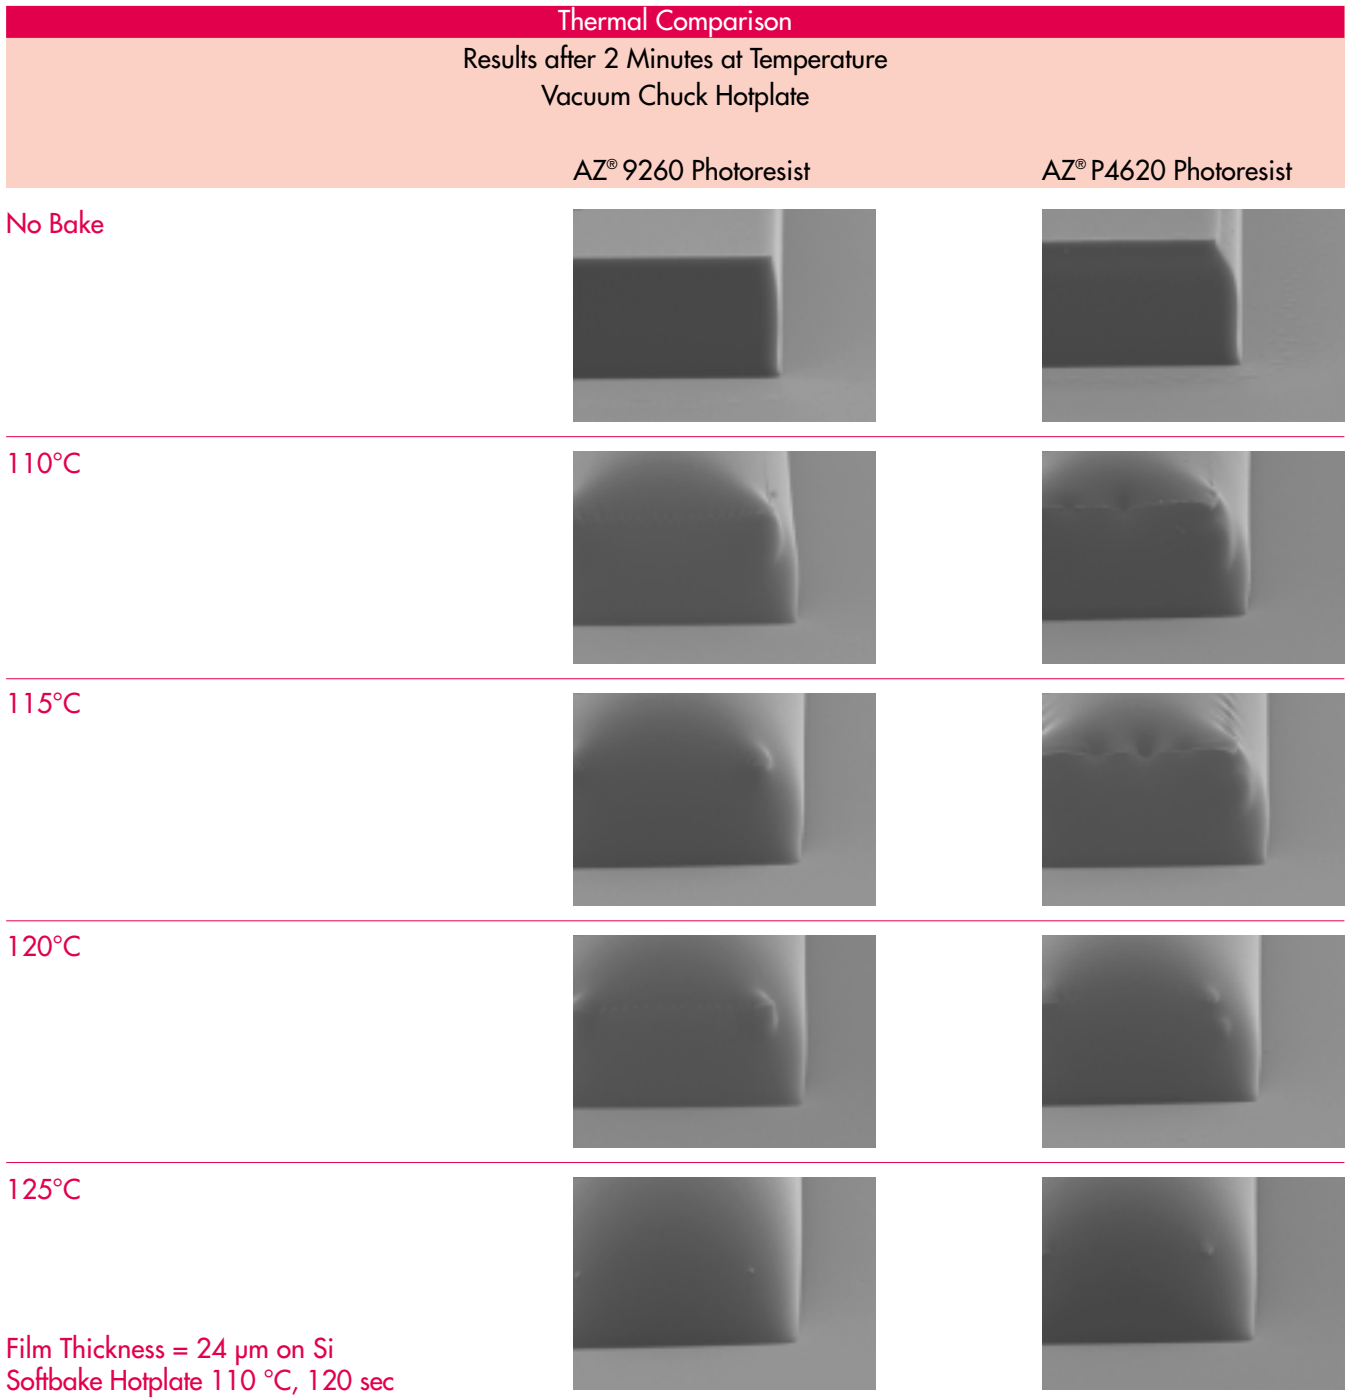 Thermal Comparison
Results after 2 Minutes at Temperature
Vacuum Chuck Hotplate
AZ® 9260 Photoresist
AZ® P4620 Photoresist
No Bake
110°C
115°C
120°C
125°C
Film Thickness = 24 µm on Si
Softbake Hotplate 110 °C, 120 sec